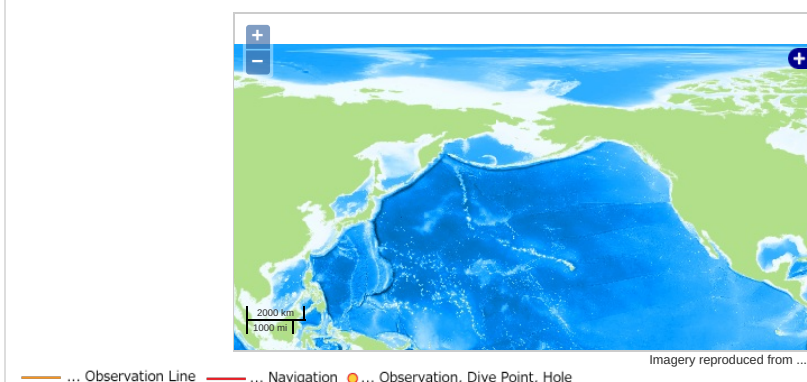 +
−
+
2000 km
1000 mi
Imagery reproduced from ...
... Observation Line ... Navigation ... Observation, Dive Point, Hole